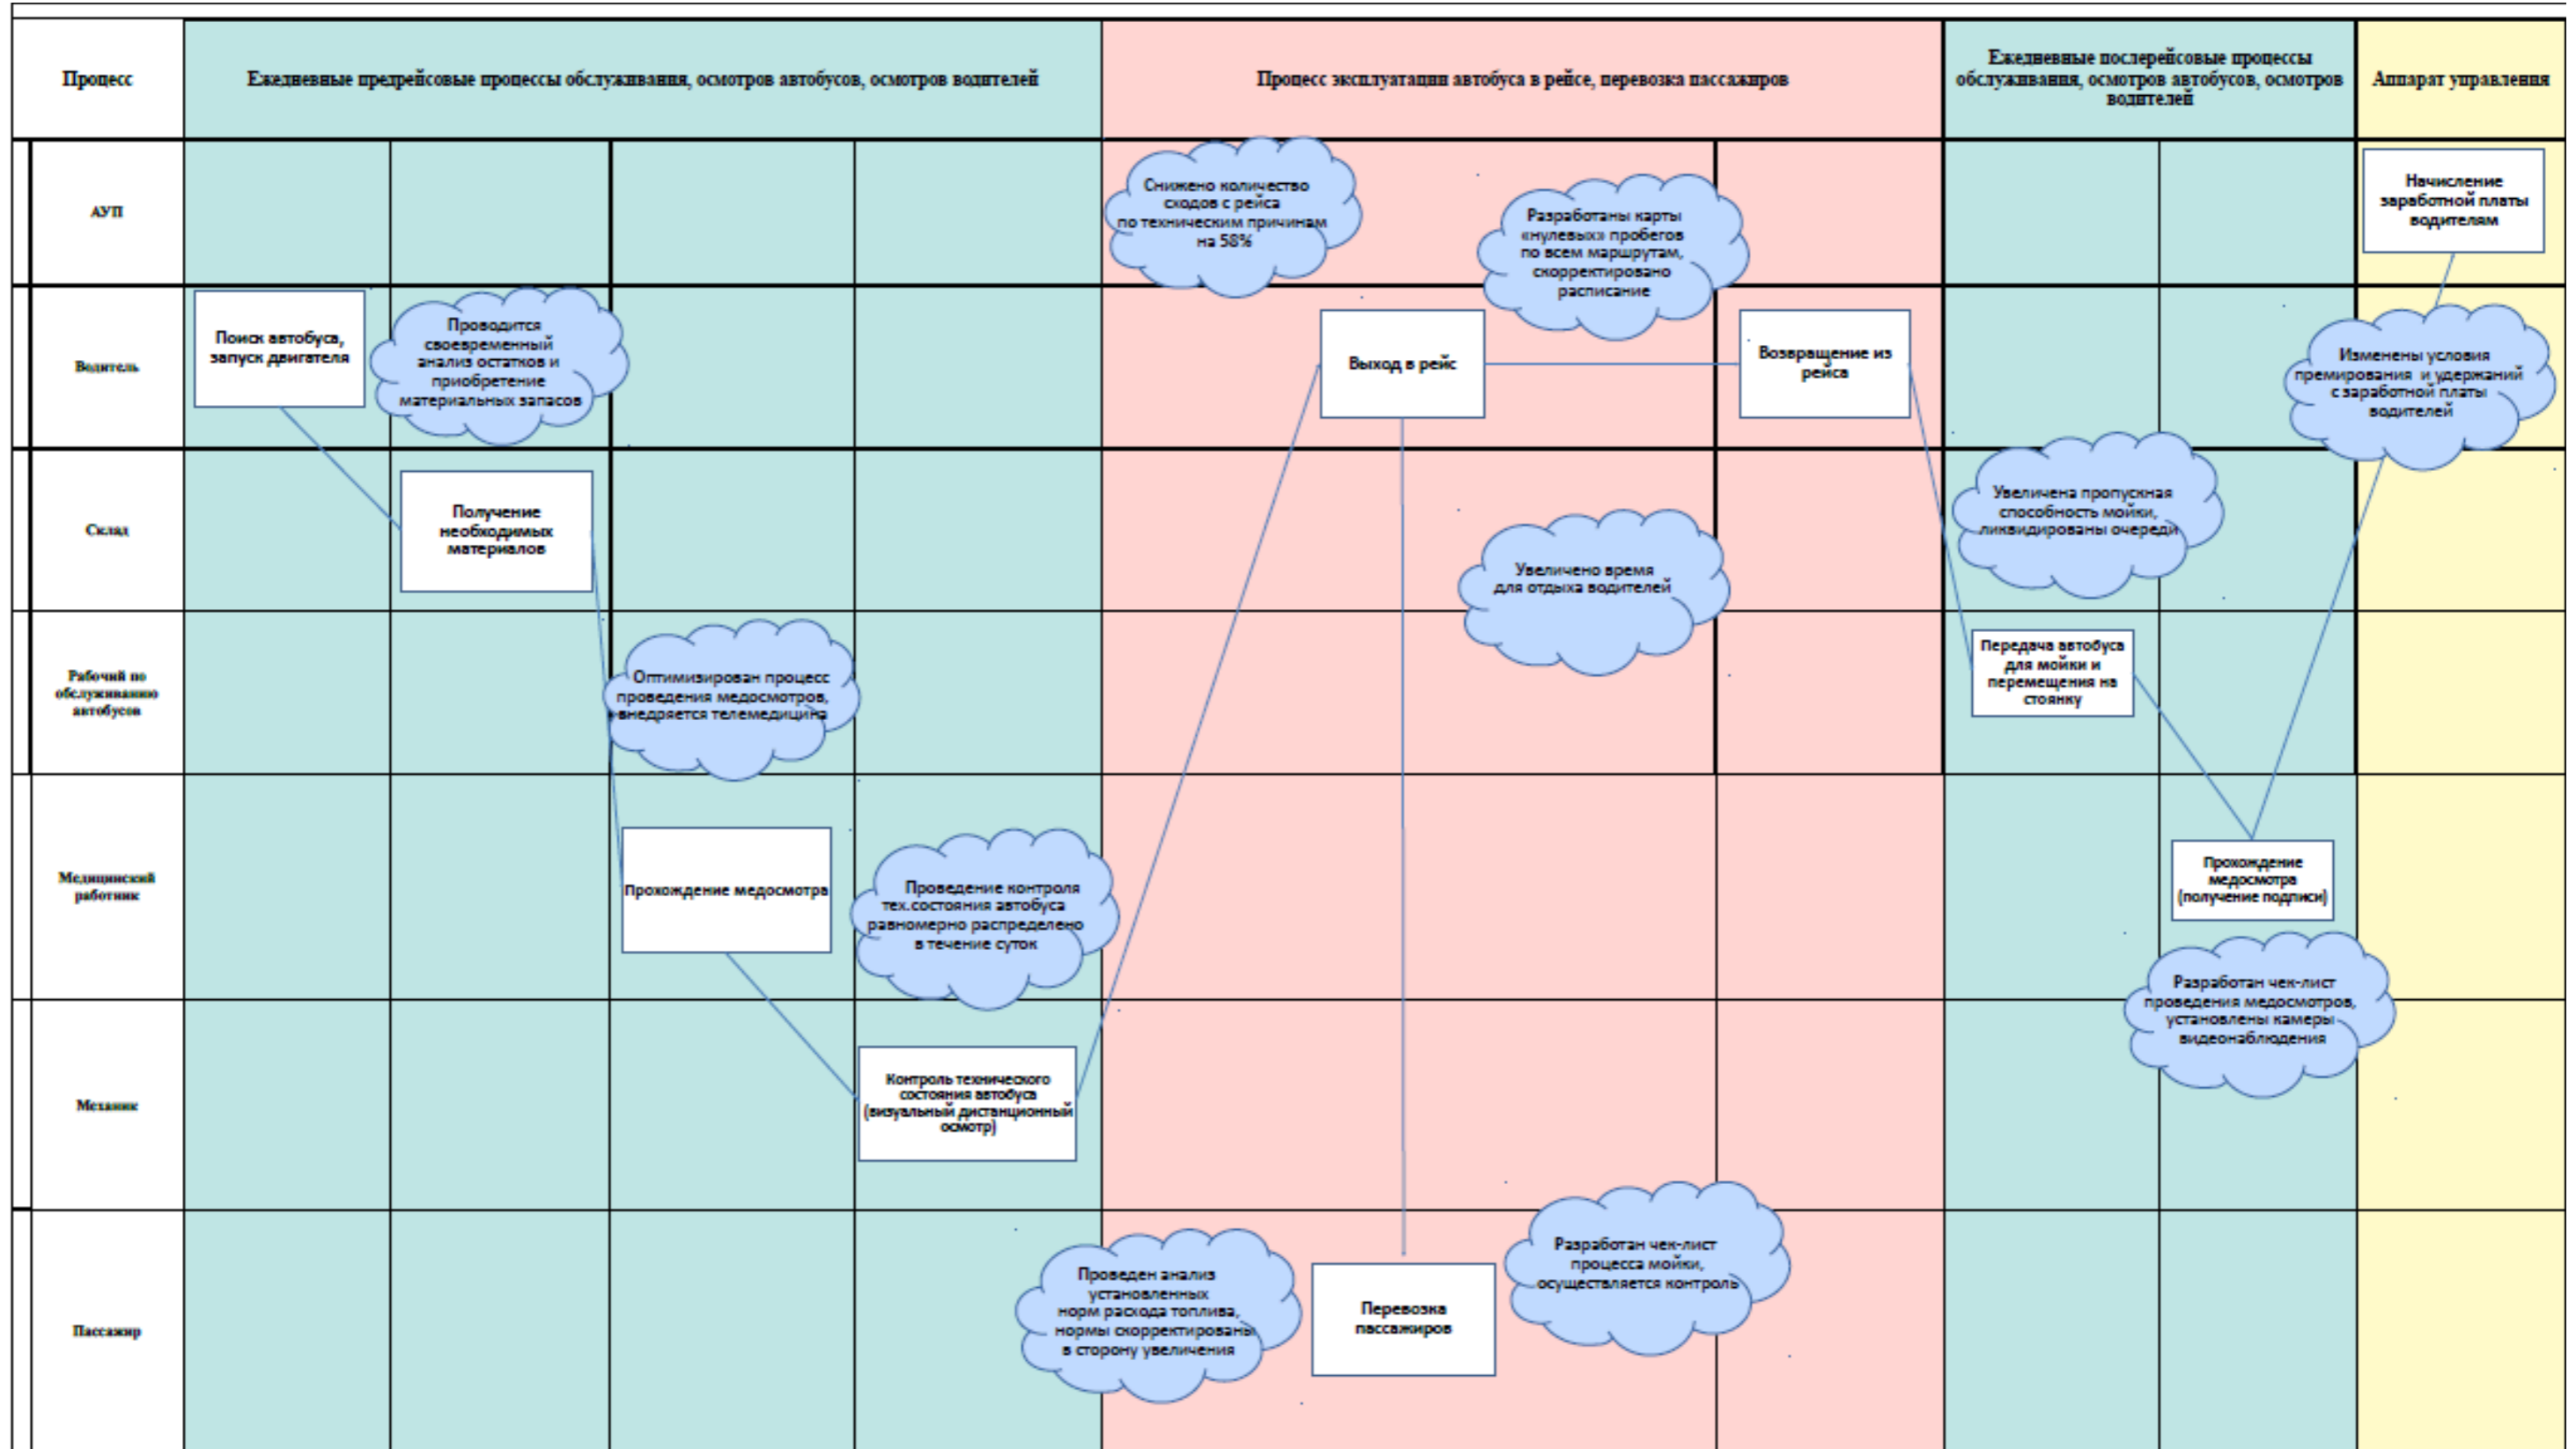 Процесс
Ежедневные предрейсовые процессы обслуживания, осмотров автобусов, осмотров водителей
Процесс эксплуатации автобуса в рейсе, перевозка пассажиров
Ежедневные послерейсовые процессы
обслуживания, осмотров автобусов, осмотров
водителей
Аппарат управления
АУП
Снижено количество
сходов с рейса
по техническим причинам
на 58%
Разработаны карты
«нулевых» пробегов
по всем маршрутам,
скорректировано
расписание
Начисление
заработной платы
водителям
Водитель
Поиск автобуса,
запуск двигателя
Проводится
своевременный
анализ остатков и
приобретение
материальных запасов
Выход в рейс
Возвращение из
рейса
Изменены условия
премирования и удержаний
с заработной платы
водителей
Склад
Получение
необходимых
материалов
Увеличено время
для отдыха водителей
Увеличена пропускная
способность мойки,
ликвидированы очереди
Рабочий по
обслуживанию
автобусов
Оптимизирован процесс
проведения медосмотров,
внедряется телемедицина
Передача автобуса
для мойки и
перемещения на
стоянку
Медицинский
работник
Прохождение медосмотра
Проведение контроля
тех.состояния автобуса
равномерно распределено
в течение суток
Прохождение
медосмотра
(получение подписи)
Разработан чек-лист
проведения медосмотров,
установлены камеры
видеонаблюдения
Механик
Контроль технического
состояния автобуса
(визуальный дистанционный
осмотр)
Пассажир
Проведен анализ
установленных
норм расхода топлива,
нормы скорректированы
в сторону увеличения
Перевозка
пассажиров
Разработан чек-лист
процесса мойки,
осуществляется контроль